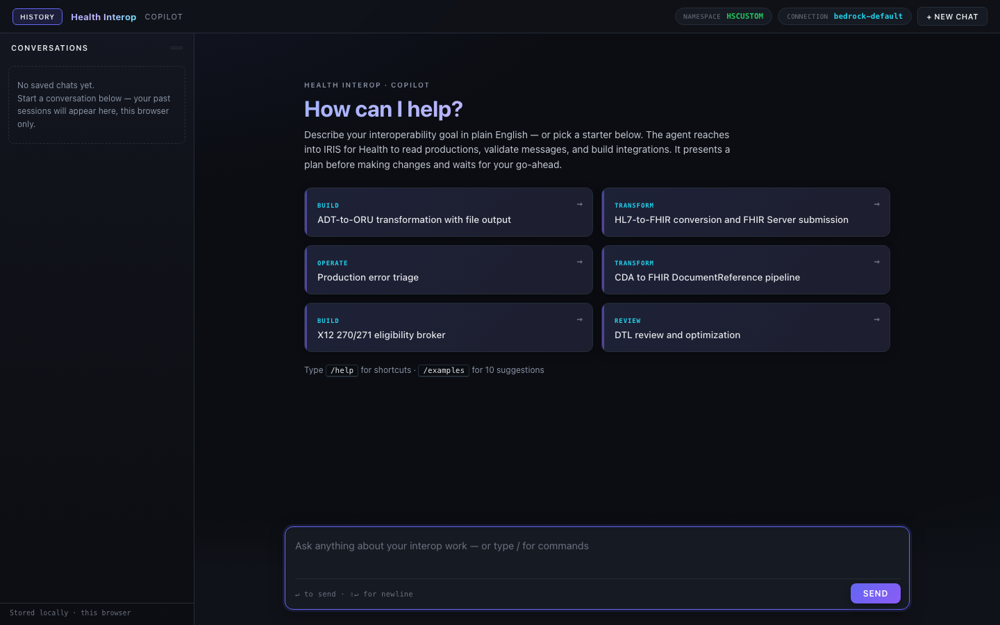 HISTORY
Health Interop COPILOT
NAMESPACE HSCUSTOM
CONNECTION bedrock-default
+ NEW CHAT
CONVERSATIONS
No saved chats yet.
Start a conversation below — your past
sessions will appear here, this browser
only.
Stored locally · this browser
HEALTH INTEROP · COPILOT
How can I help?
Describe your interoperability goal in plain English — or pick a starter below. The agent reaches
into IRIS for Health to read productions, validate messages, and build integrations. It presents a
plan before making changes and waits for your go-ahead.
BUILD →
ADT-to-ORU transformation with file output
TRANSFORM →
HL7-to-FHIR conversion and FHIR Server submission
OPERATE →
Production error triage
TRANSFORM →
CDA to FHIR DocumentReference pipeline
BUILD →
X12 270/271 eligibility broker
REVIEW →
DTL review and optimization
Type /help for shortcuts · /examples for 10 suggestions
Ask anything about your interop work — or type / for commands
↵ to send · ⇧↵ for newline
SEND